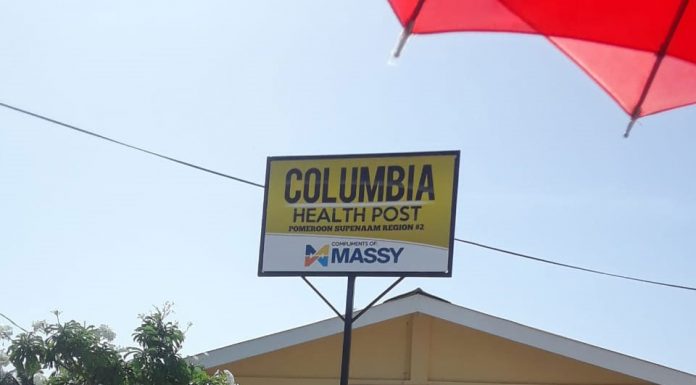 COLUMBIA
HEALTH POST
POMEROON SUPENAAM REGION #2
COMPLIMENTS OF
MASSY